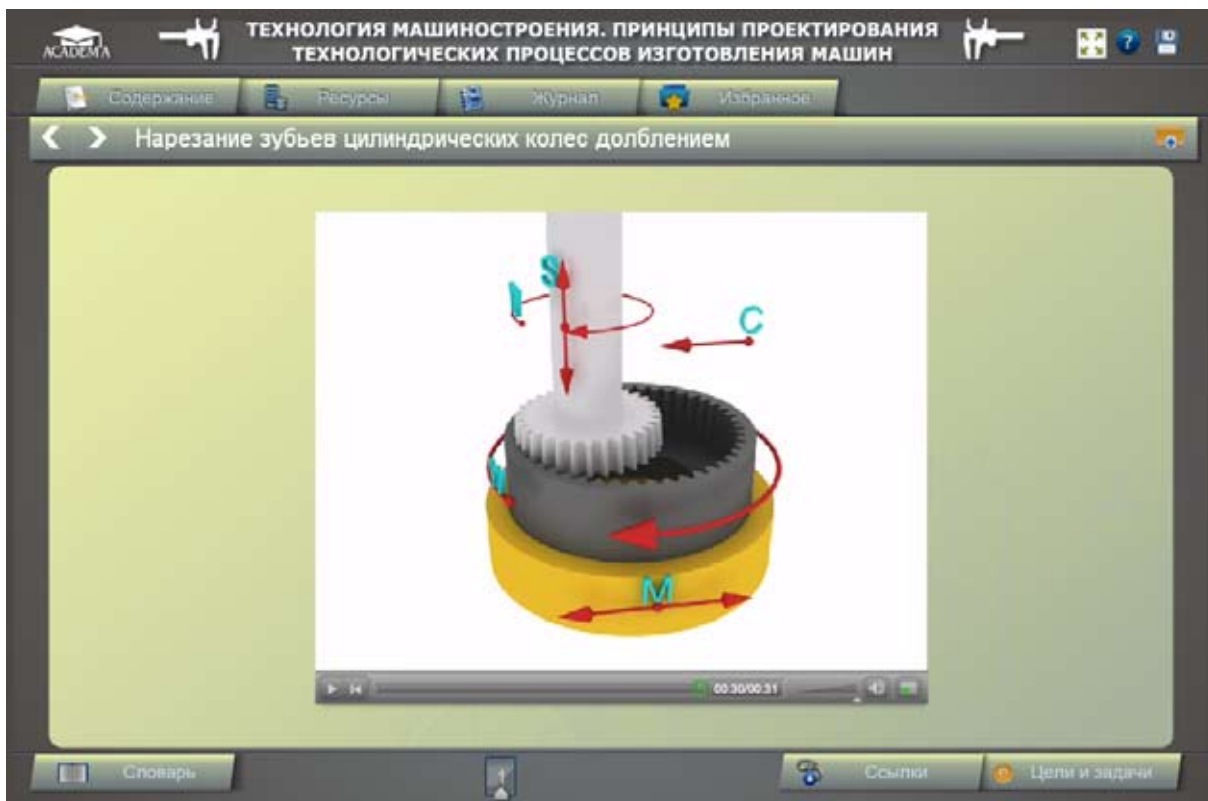 ACADEMA
ТЕХНОЛОГИЯ МАШИНОСТРОЕНИЯ. ПРИНЦИПЫ ПРОЕКТИРОВАНИЯ
ТЕХНОЛОГИЧЕСКИХ ПРОЦЕССОВ ИЗГОТОВЛЕНИЯ МАШИН
?
Содержание
Ресурсы
Журнал
Избранное
Нарезание зубьев цилиндрических колес долблением
S
C
M
00:30/00:31
Словарь
Ссылки
Цели и задачи